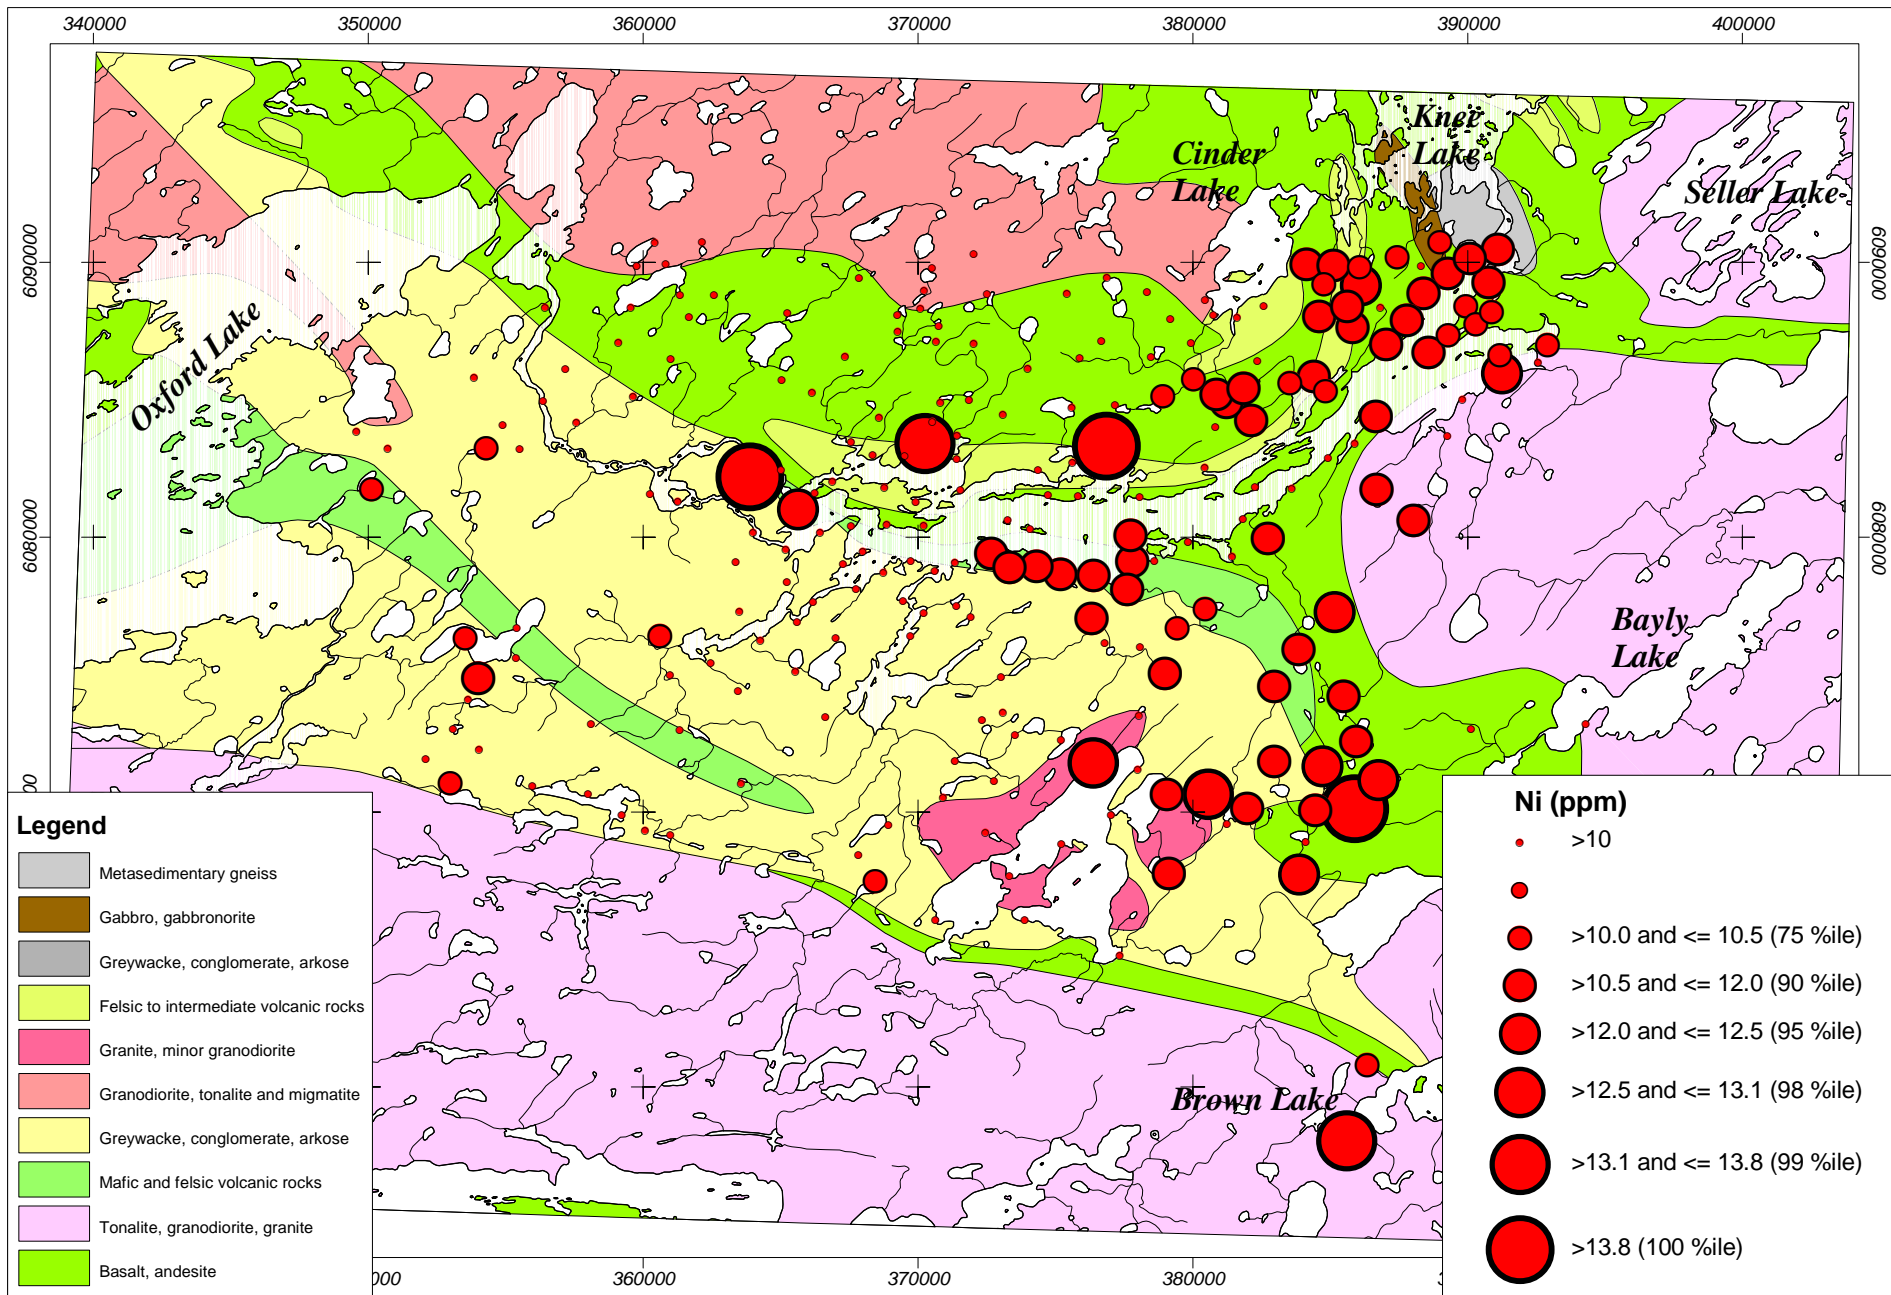 340000 350000 360000 370000 380000 390000 400000
Cinder
Lake
Knee
Lake
Seller Lake
6090000
6090000
Oxford Lake
6080000
6080000
Bayly
Lake
Brown Lake
Legend
Metasedimentary gneiss
Gabbro, gabbronorite
Greywacke, conglomerate, arkose
Felsic to intermediate volcanic rocks
Granite, minor granodiorite
Granodiorite, tonalite and migmatite
Greywacke, conglomerate, arkose
Mafic and felsic volcanic rocks
Tonalite, granodiorite, granite
Basalt, andesite
Ni (ppm)
>10
>10.0 and <= 10.5 (75 %ile)
>10.5 and <= 12.0 (90 %ile)
>12.0 and <= 12.5 (95 %ile)
>12.5 and <= 13.1 (98 %ile)
>13.1 and <= 13.8 (99 %ile)
>13.8 (100 %ile)
360000 370000 380000